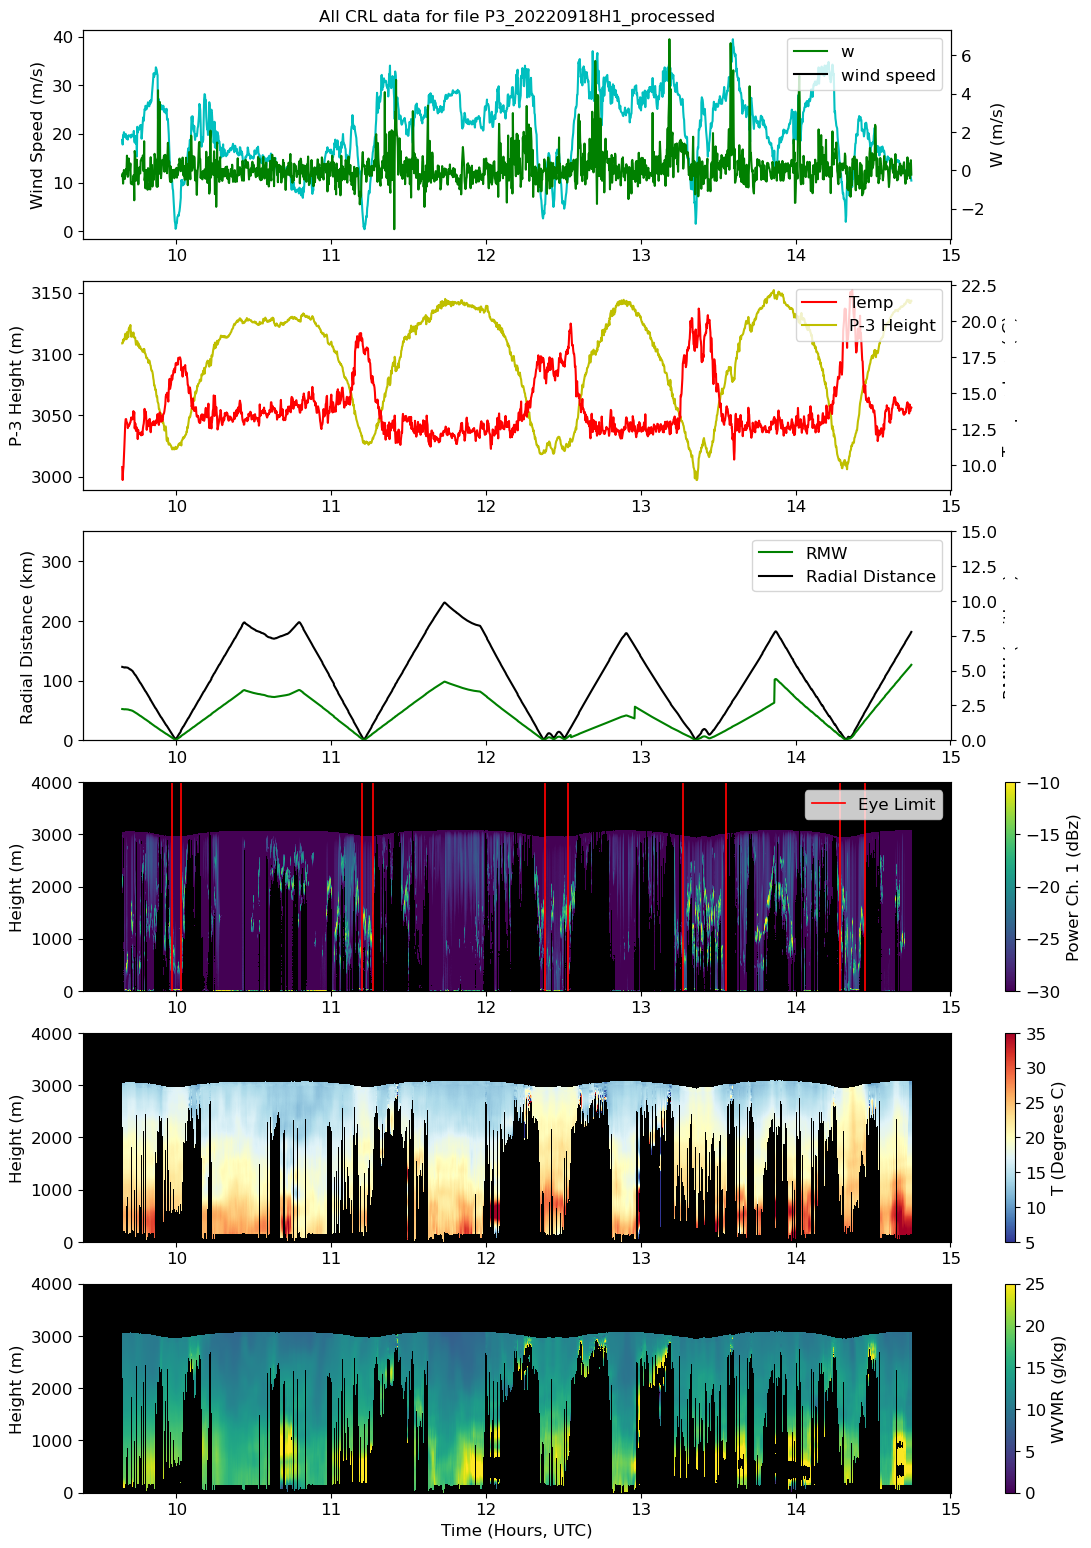 All CRL data for file P3_20220918H1_processed
40
30
20
10
0
Wind Speed (m/s)
w
wind speed
6
4
2
0
−2
W (m/s)
10 11 12 13 14 15
3150
3100
3050
3000
P-3 Height (m)
Temp
P-3 Height
22.5
20.0
17.5
15.0
12.5
10.0
10 11 12 13 14 15
300
200
100
0
Radial Distance (km)
RMW
Radial Distance
15.0
12.5
10.0
7.5
5.0
2.5
0.0
10 11 12 13 14 15
4000
3000
2000
1000
0
Height (m)
Eye Limit
−10
−15
−20
−25
−30
Power Ch. 1 (dBz)
10 11 12 13 14 15
4000
3000
2000
1000
0
Height (m)
35
30
25
20
15
10
5
T (Degrees C)
10 11 12 13 14 15
4000
3000
2000
1000
0
Height (m)
25
20
15
10
5
0
WVMR (g/kg)
10 11 12 13 14 15
Time (Hours, UTC)